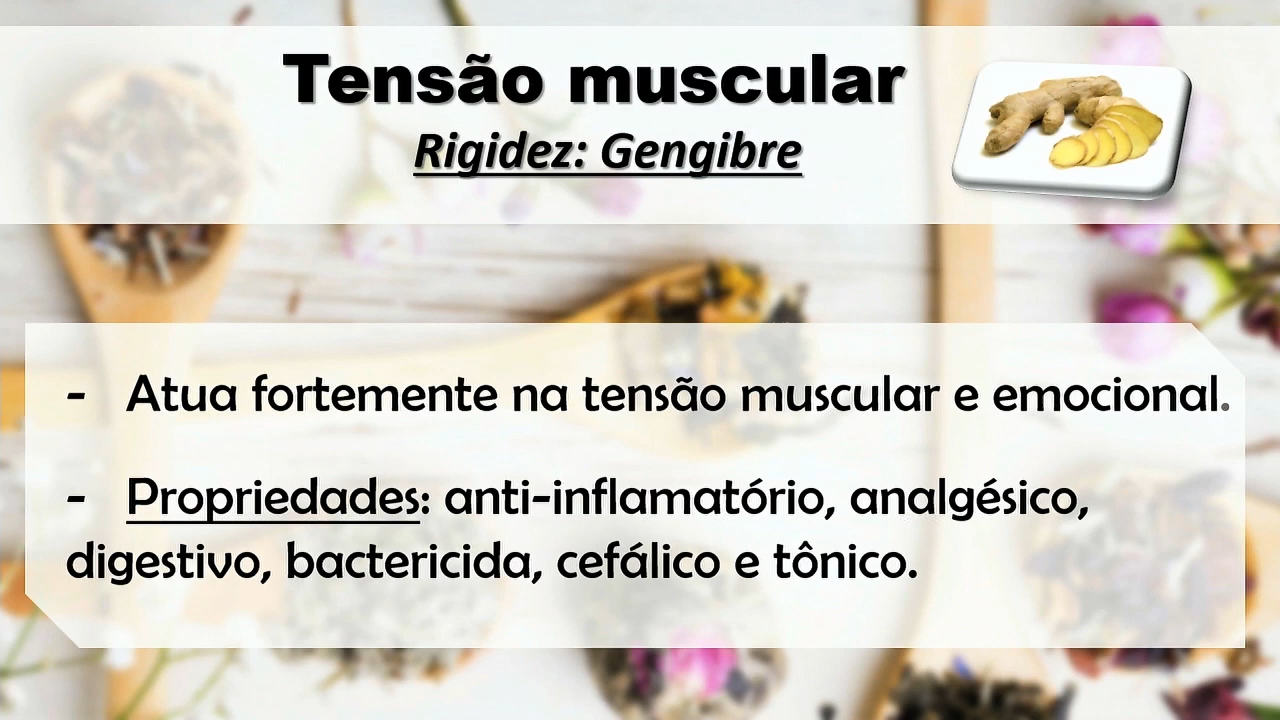 Tensão muscular
Rigidez: Gengibre
- Atua fortemente na tensão muscular e emocional.
- Propriedades: anti-inflamatório, analgésico,
digestivo, bactericida, cefálico e tônico.